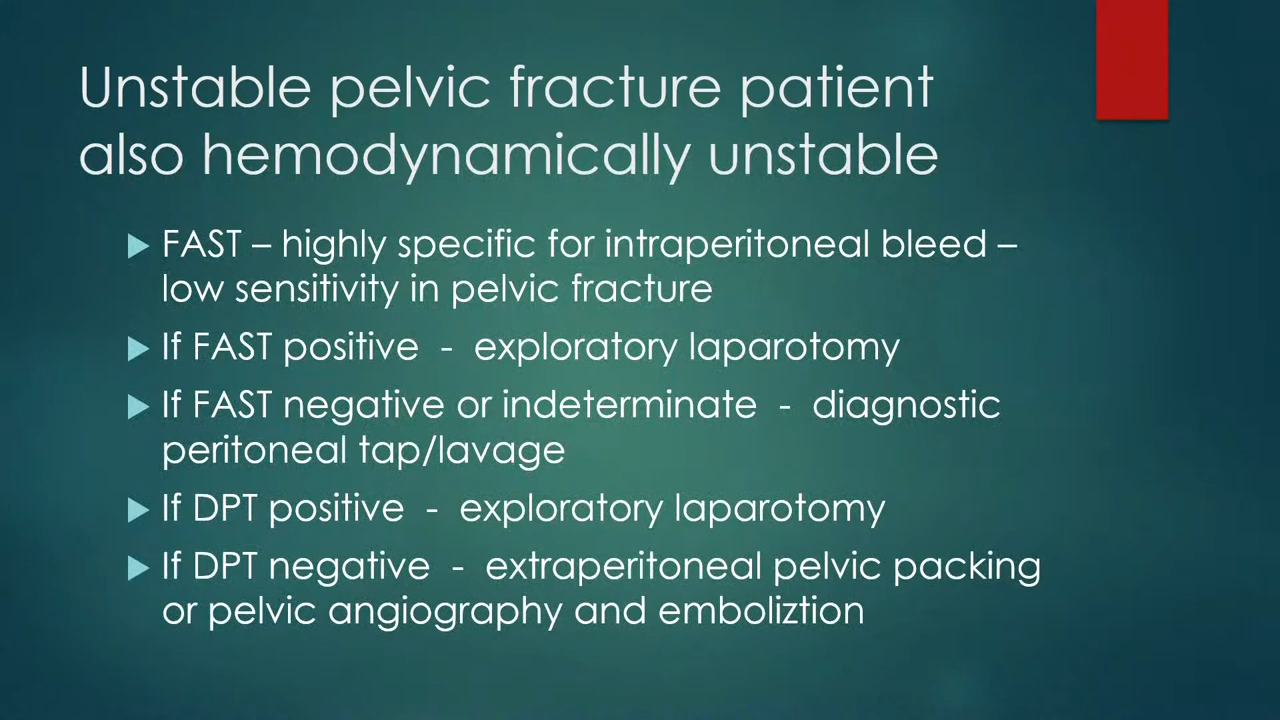 Unstable pelvic fracture patient
also hemodynamically unstable
FAST – highly specific for intraperitoneal bleed –
low sensitivity in pelvic fracture
If FAST positive - exploratory laparotomy
If FAST negative or indeterminate - diagnostic
peritoneal tap/lavage
If DPT positive - exploratory laparotomy
If DPT negative - extraperitoneal pelvic packing
or pelvic angiography and emboliztion